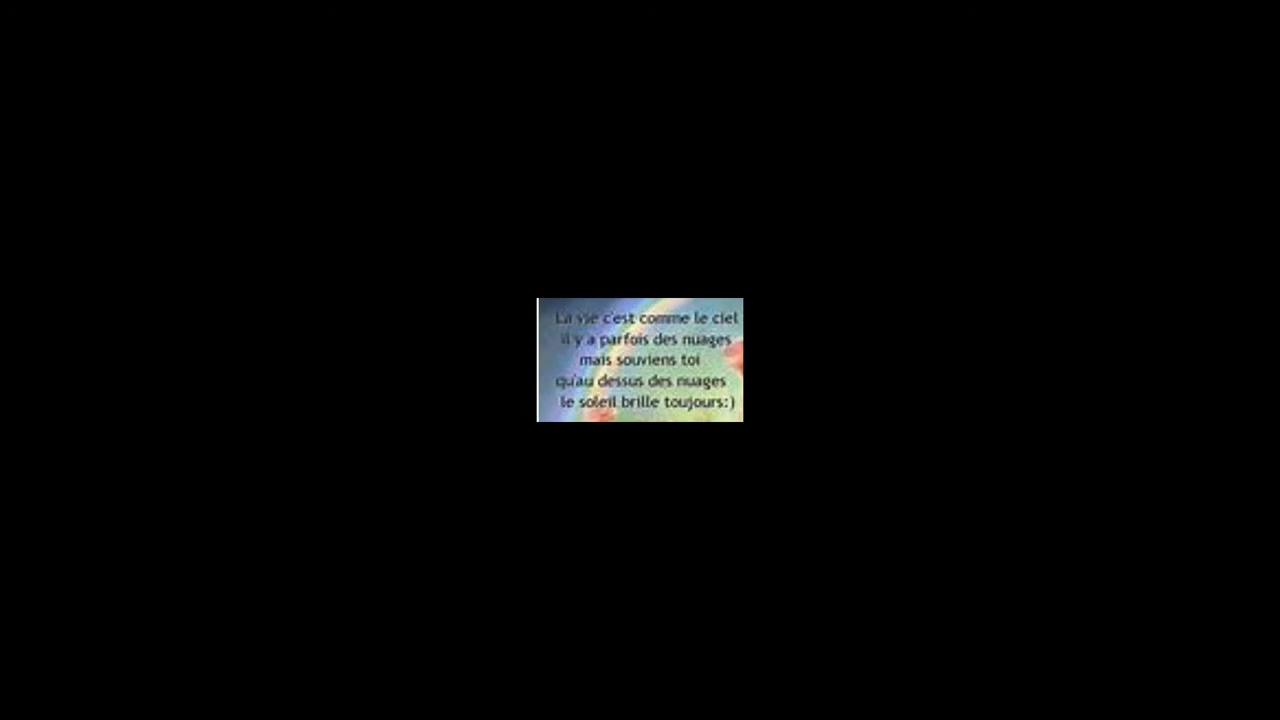 La vie c'est comme le ciel
il y a parfois des nuages
mais souviens toi
qu'au dessus des nuages
le soleil brille toujours:)